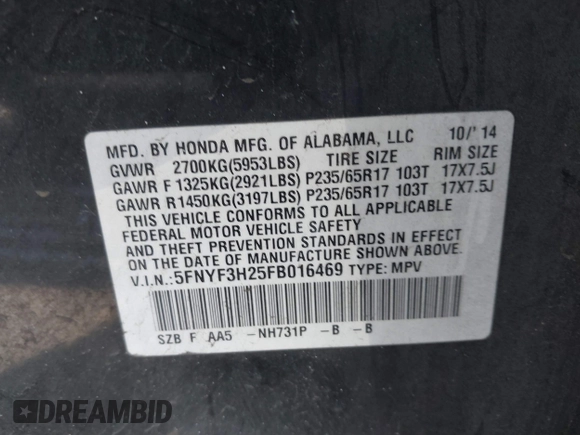 MFD. BY HONDA MFG. OF ALABAMA, LLC 10/'14
GVWR 2700KG(5953LBS) TIRE SIZE RIM SIZE
GAWR F 1325KG(2921LBS) P235/65R17 103T 17X7.5J
GAWR R 1450KG(3197LBS) P235/65R17 103T 17X7.5J
THIS VEHICLE CONFORMS TO ALL APPLICABLE
FEDERAL MOTOR VEHICLE SAFETY
AND THEFT PREVENTION STANDARDS IN EFFECT
ON THE DATE OF MANUFACTURE SHOWN ABOVE.
V.I.N.:5FNYF3H25FB016469 TYPE: MPV
SZB F AA5 -NH731P -B -B
DREAMBID